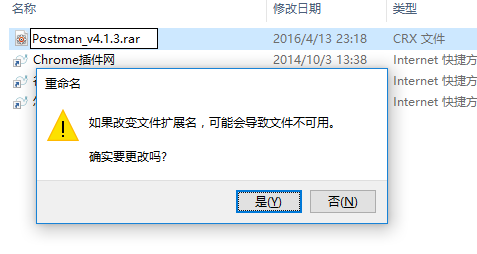 名称 修改日期 类型
Postman_v4.1.3.rar 2016/4/13 23:18 CRX 文件
Chrome插件网 2014/10/3 13:38 Internet 快捷方
Internet 快捷方
Internet 快捷方
重命名
如果改变文件扩展名，可能会导致文件不可用。
确实要更改吗?
是(Y) 否(N)